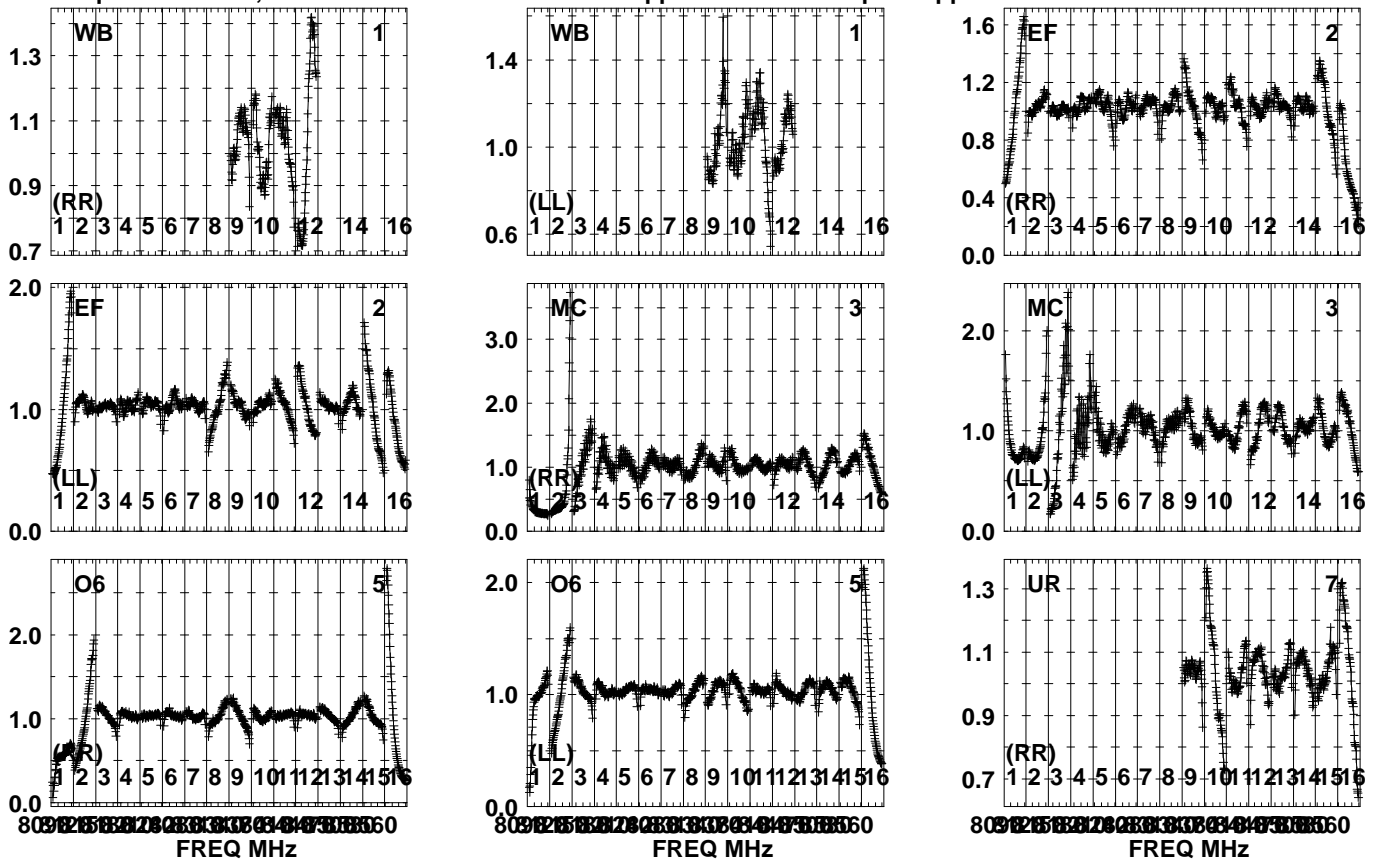 WB 1
1.3
1.1
0.9
0.7
(RR)
1 2 3 4 5 6 7 8 9 10 12 14 16
WB 1
1.4
1.0
0.6
(LL)
1 2 3 4 5 6 7 8 9 10 12 14 16
EF 2
1.6
1.2
0.8
0.4
0.0
(RR)
1 2 3 4 5 6 7 8 9 10 12 14 16
EF 2
2.0
1.0
0.0
(LL)
1 2 3 4 5 6 7 8 9 10 12 14 16
MC 3
3.0
2.0
1.0
0.0
(RR)
1 2 3 4 5 6 7 8 9 10 12 14 16
MC 3
2.0
1.0
0.0
(LL)
1 2 3 4 5 6 7 8 9 10 12 14 16
O6 5
2.0
1.0
0.0
(RR)
1 2 3 4 5 6 7 8 9 10 11 12 13 14 15 16
FREQ MHz
O6 5
2.0
1.0
0.0
(LL)
1 2 3 4 5 6 7 8 9 10 11 12 13 14 15 16
FREQ MHz
UR 7
1.3
1.1
0.9
0.7
(RR)
1 2 3 4 5 6 7 8 9 10 11 12 13 14 15 16
FREQ MHz